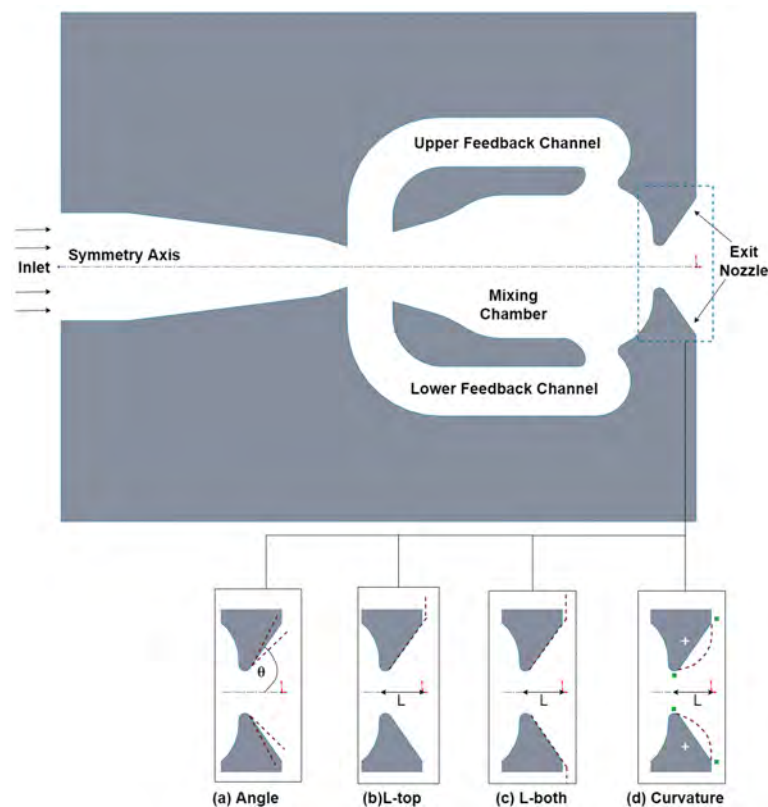 Upper Feedback Channel
Symmetry Axis
Inlet
Exit
Nozzle
Mixing
Chamber
Lower Feedback Channel
θ
L
L
L
(a) Angle
(b)L-top
(c) L-both
(d) Curvature